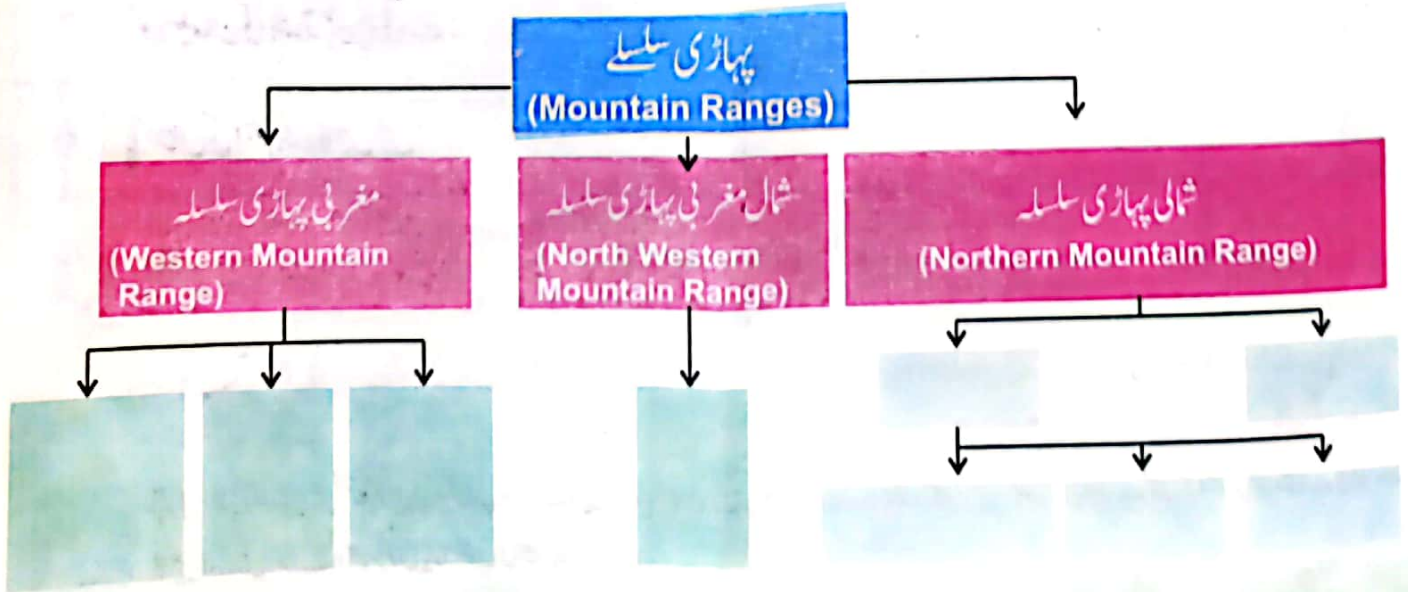 پہاڑی سلسلے
(Mountain Ranges)
مغربی پہاڑی سلسلہ
(Western Mountain
Range)
شمال مغربی پہاڑی سلسلہ
(North Western
Mountain Range)
شمالی پہاڑی سلسلہ
(Northern Mountain Range)